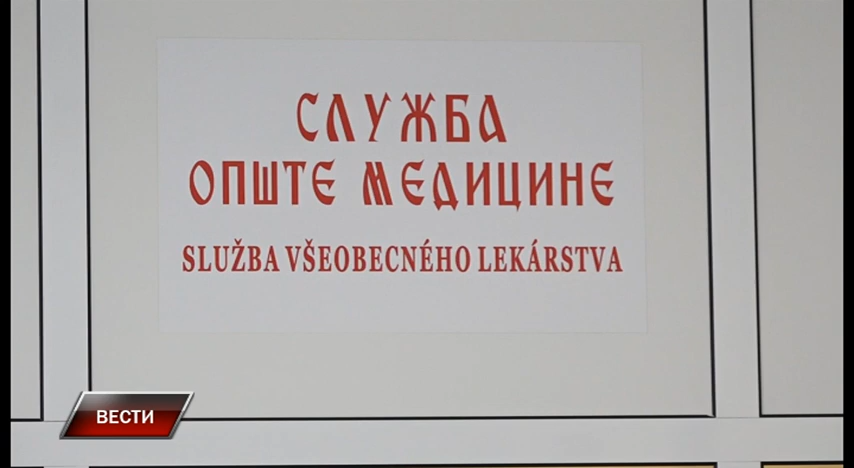 СЛУЖБА
ОПШТЕ МЕДИЦИНЕ
SLUŽBA VŠEOBECNÉHO LEKÁRSTVA
ВЕСТИ